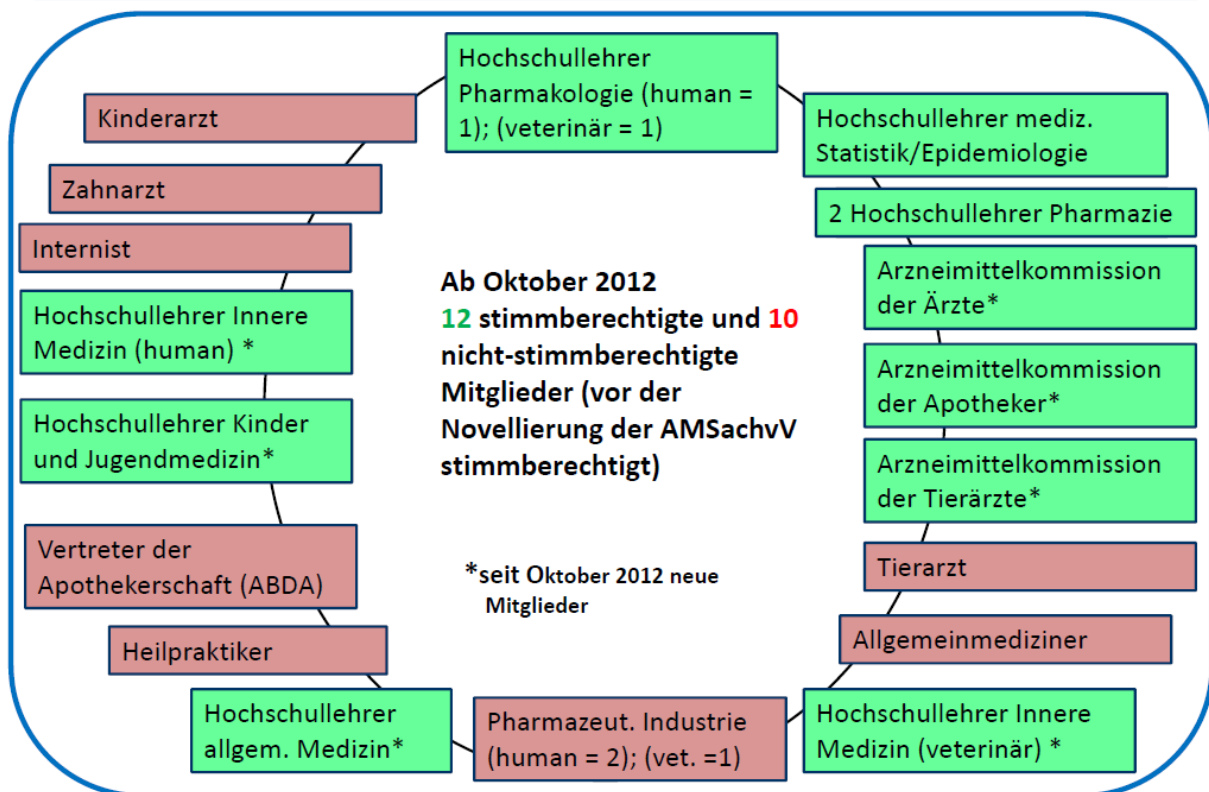 Hochschullehrer
Pharmakologie (human =
1); (veterinär = 1)
Hochschullehrer mediz.
Statistik/Epidemiologie
2 Hochschullehrer Pharmazie
Arzneimittelkommission
der Ärzte*
Arzneimittelkommission
der Apotheker*
Arzneimittelkommission
der Tierärzte*
Tierarzt
Allgemeinmediziner
Hochschullehrer Innere
Medizin (veterinär) *
Pharmazeut. Industrie
(human = 2); (vet. =1)
Hochschullehrer
allgem. Medizin*
Heilpraktiker
Vertreter der
Apothekerschaft (ABDA)
Hochschullehrer Kinder
und Jugendmedizin*
Hochschullehrer Innere
Medizin (human) *
Internist
Zahnarzt
Kinderarzt
Ab Oktober 2012
12 stimmberechtigte und 10
nicht-stimmberechtigte
Mitglieder (vor der
Novellierung der AMSachvV
stimmberechtigt)
*seit Oktober 2012 neue
Mitglieder